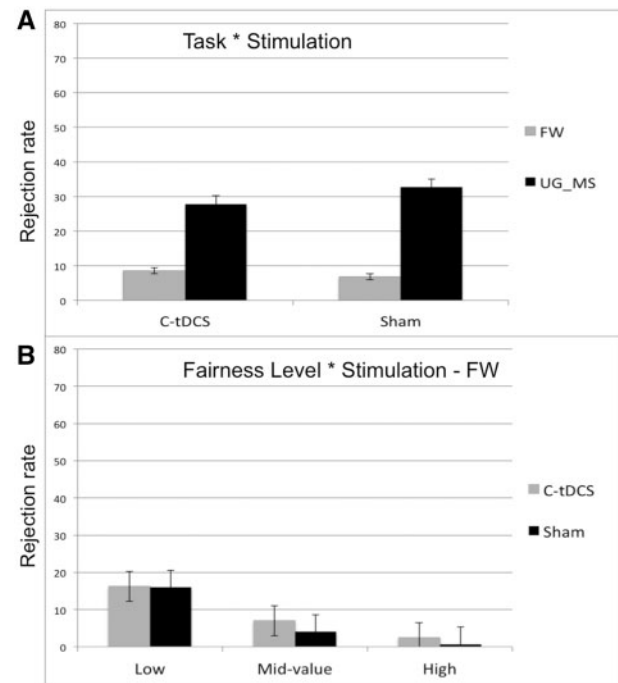 A
Task * Stimulation
Rejection rate
80
70
60
50
40
30
20
10
0
C-tDCS
Sham
FW
UG_MS
B
Fairness Level * Stimulation - FW
Rejection rate
80
70
60
50
40
30
20
10
0
Low
Mid-value
High
C-tDCS
Sham